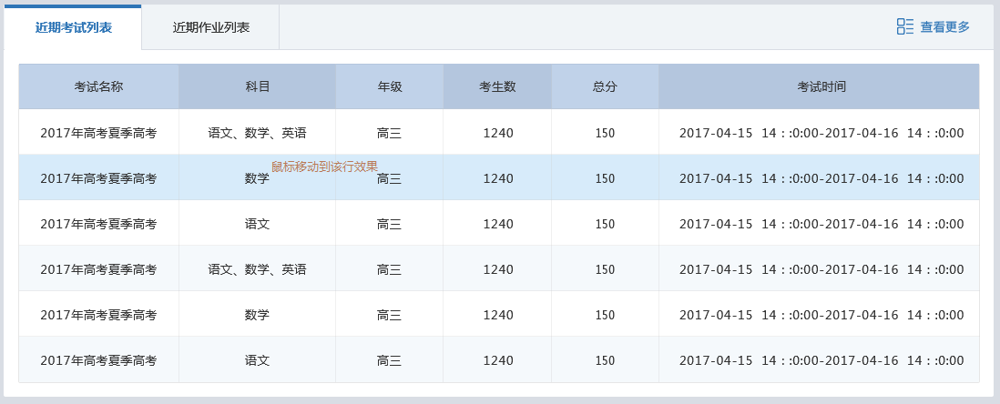 近期考试列表 近期作业列表 查看更多
考试名称 科目 年级 考生数 总分 考试时间
2017年高考夏季高考 语文、数学、英语 高三 1240 150 2017-04-15 14：:0:00-2017-04-16 14：:0:00
鼠标移动到该行效果
2017年高考夏季高考 数学 高三 1240 150 2017-04-15 14：:0:00-2017-04-16 14：:0:00
2017年高考夏季高考 语文 高三 1240 150 2017-04-15 14：:0:00-2017-04-16 14：:0:00
2017年高考夏季高考 语文、数学、英语 高三 1240 150 2017-04-15 14：:0:00-2017-04-16 14：:0:00
2017年高考夏季高考 数学 高三 1240 150 2017-04-15 14：:0:00-2017-04-16 14：:0:00
2017年高考夏季高考 语文 高三 1240 150 2017-04-15 14：:0:00-2017-04-16 14：:0:00